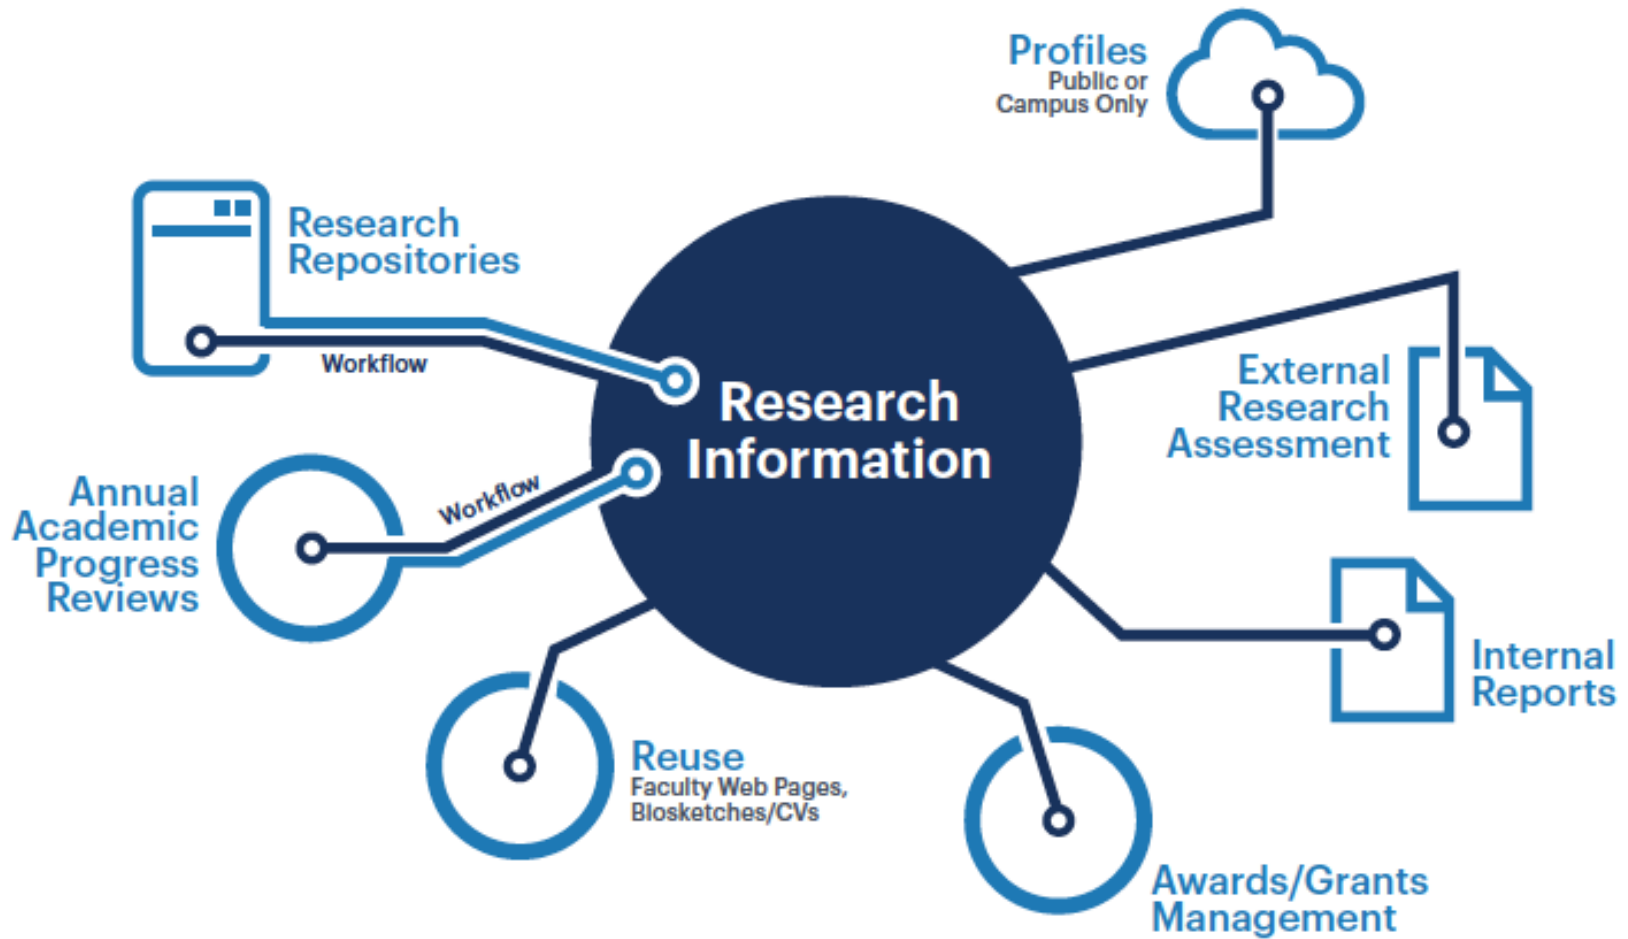 Profiles
Public or
Campus Only
Research
Repositories
Workflow
Research
Information
External
Research
Assessment
Annual
Academic
Progress
Reviews
Workflow
Internal
Reports
Reuse
Faculty Web Pages,
Biosketches/CVs
Awards/Grants
Management